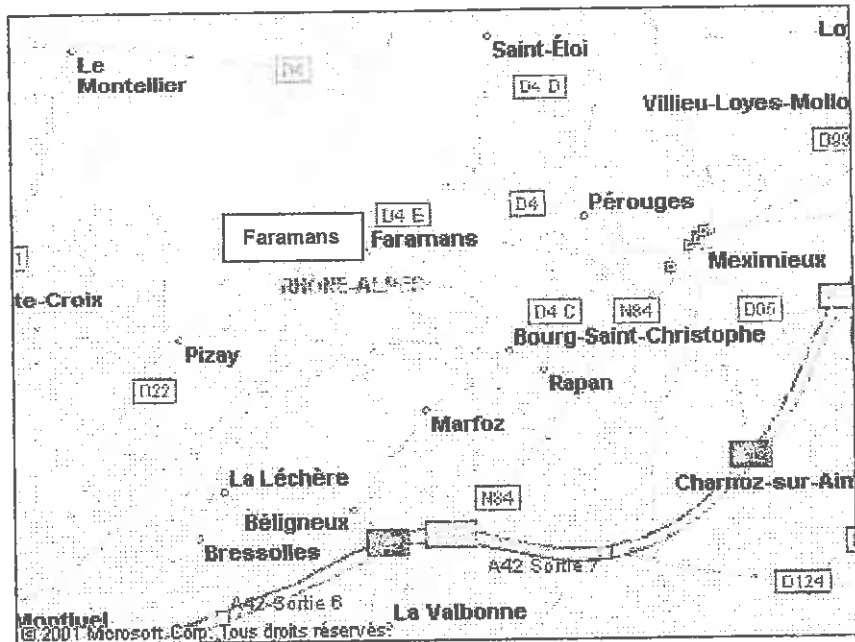 Saint-Éloi
Le
Montellier
D4 D
Villieu-Loyes-Mollo
D4 E
D4
Pérouges
Faramans
Faramans
Meximieux
RHONE-ALPES
te-Croix
D4 C
N84
Bourg-Saint-Christophe
Pizay
Rapan
D22
Marfoz
La Léchère
Charnoz-sur-Ain
N84
Béligneux
Bressolles
A42 Sortie 7
D124
A42-Sortie 6
La Valbonne
Montluel
© 2001 Microsoft Corp. Tous droits réservés.